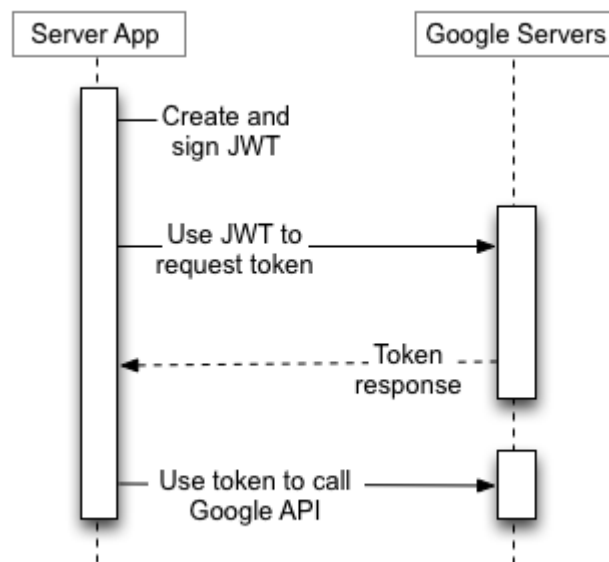 Server App
Google Servers
Create and
sign JWT
Use JWT to
request token
Token
response
Use token to call
Google API